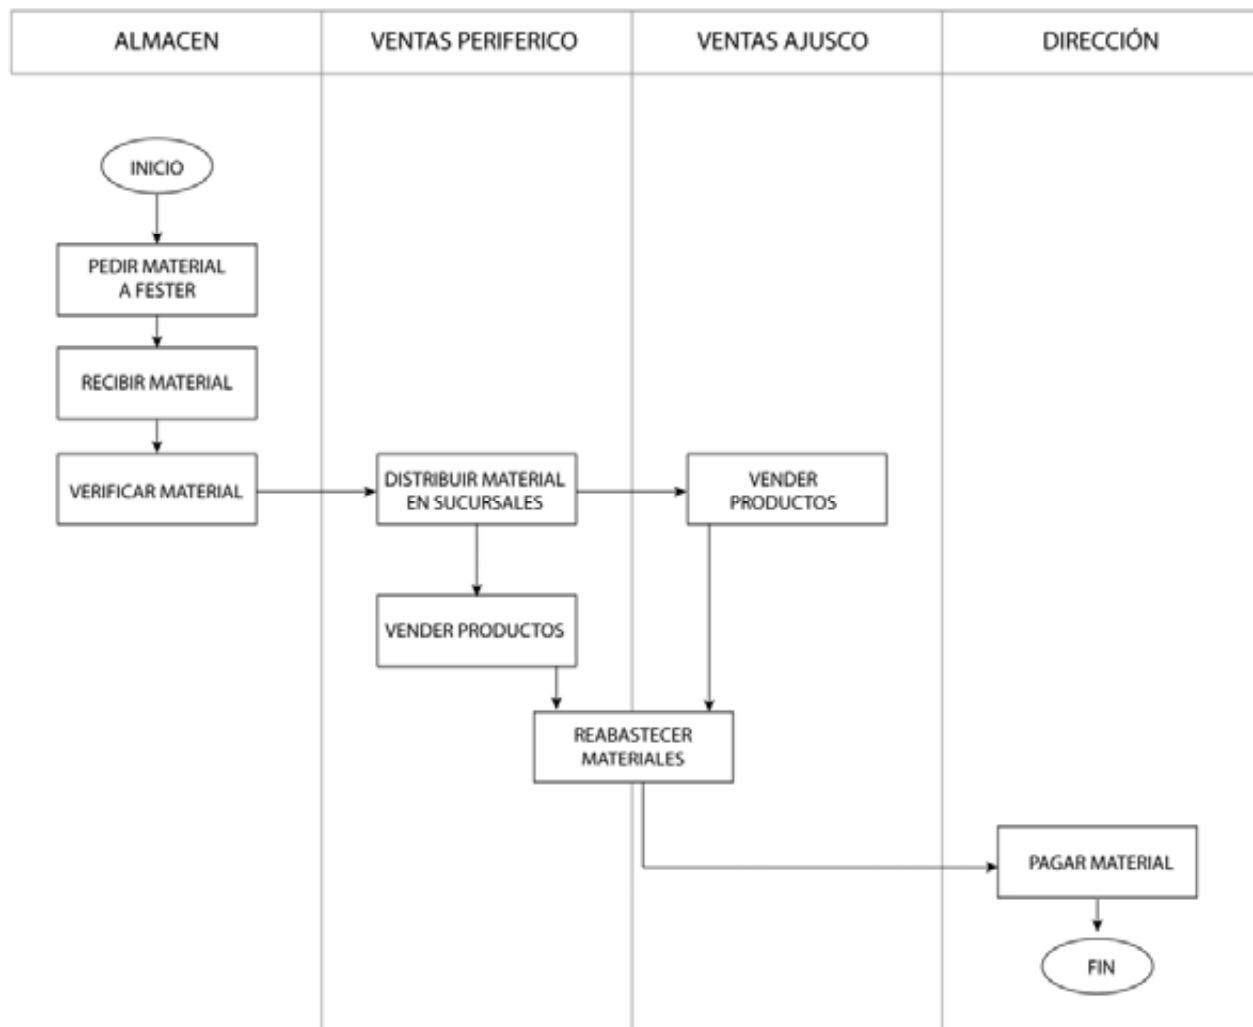 ALMACEN
VENTAS PERIFERICO
VENTAS AJUSCO
DIRECCIÓN
INICIO
PEDIR MATERIAL
A FESTER
RECIBIR MATERIAL
VERIFICAR MATERIAL
DISTRIBUIR MATERIAL
EN SUCURSALES
VENDER
PRODUCTOS
VENDER PRODUCTOS
REABASTECER
MATERIALES
PAGAR MATERIAL
FIN